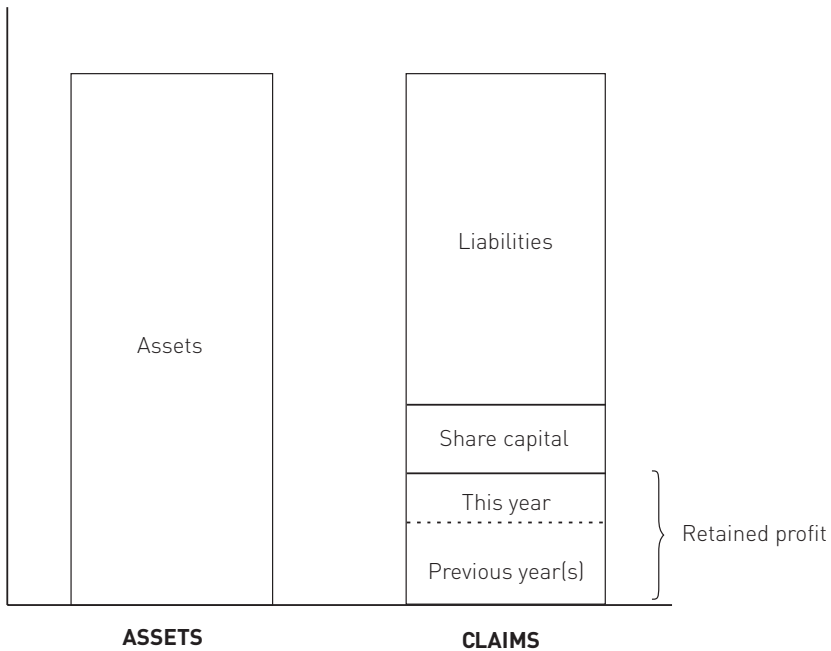 Liabilities
Assets
Share capital
This year
Retained profit
Previous year(s)
ASSETS
CLAIMS